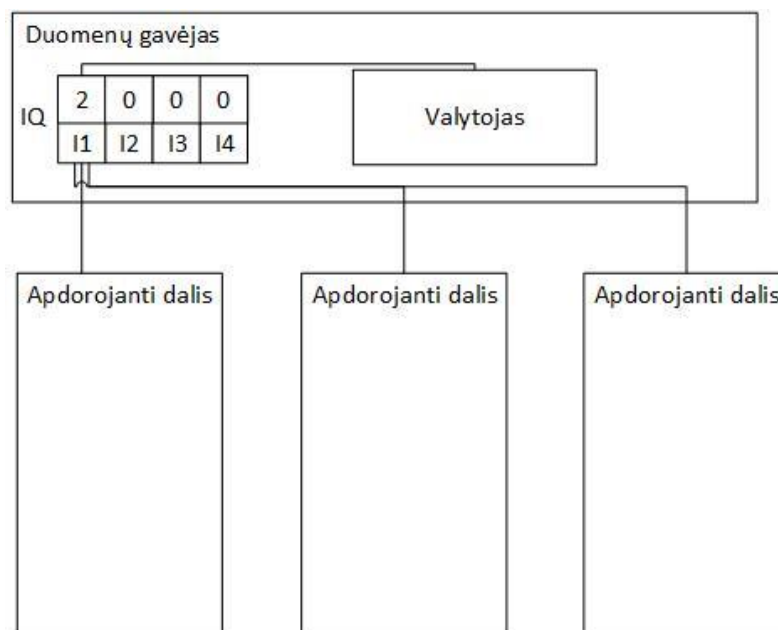 Duomenų gavėjas
2 0 0 0
IQ
Valytojas
I1 I2 I3 I4
Apdorojanti dalis Apdorojanti dalis Apdorojanti dalis